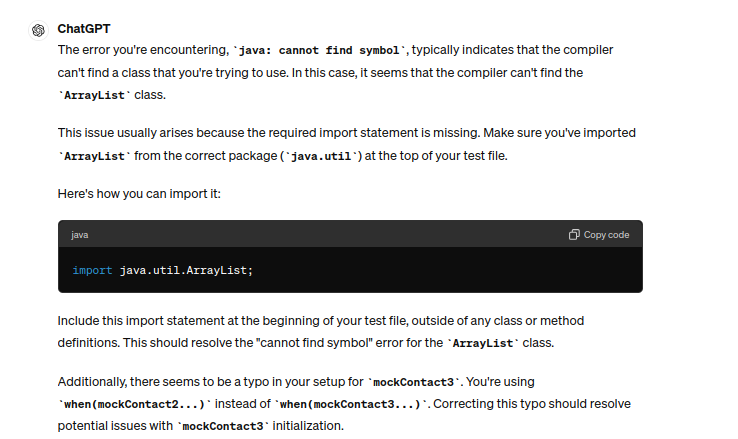 ChatGPT
The error you're encountering, `java: cannot find symbol`, typically indicates that the compiler
can't find a class that you're trying to use. In this case, it seems that the compiler can't find the
`ArrayList` class.
This issue usually arises because the required import statement is missing. Make sure you've imported
`ArrayList` from the correct package (`java.util`) at the top of your test file.
Here's how you can import it:
java
Copy code
import java.util.ArrayList;
Include this import statement at the beginning of your test file, outside of any class or method
definitions. This should resolve the "cannot find symbol" error for the `ArrayList` class.
Additionally, there seems to be a typo in your setup for `mockContact3`. You're using
`when(mockContact2...)` instead of `when(mockContact3...)`. Correcting this typo should resolve
potential issues with `mockContact3` initialization.